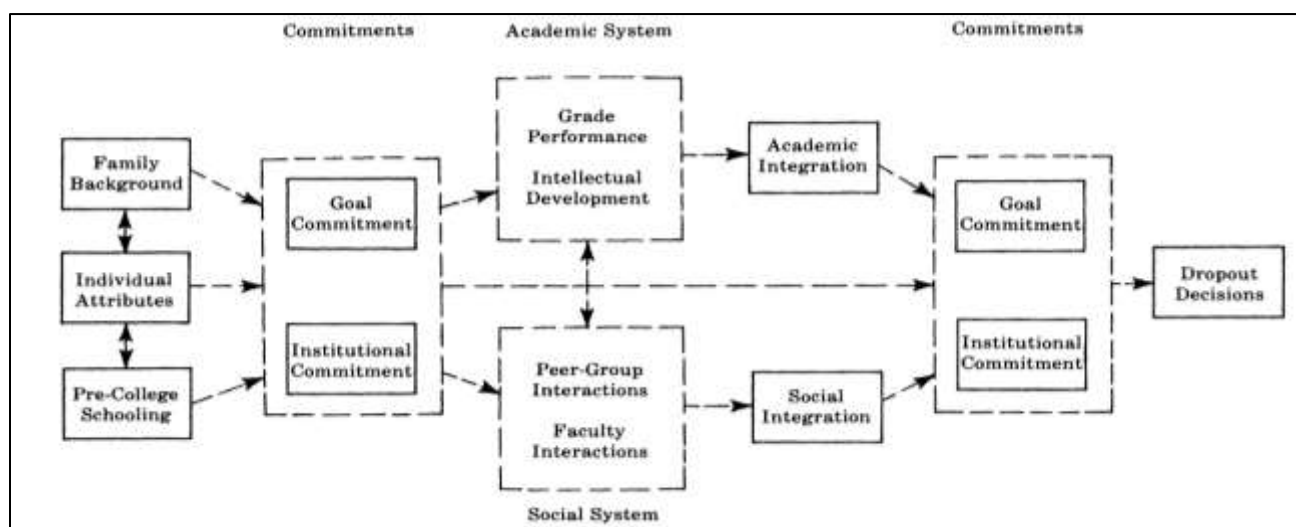 Commitments
Academic System
Commitments
Family
Background
Individual
Attributes
Pre-College
Schooling
Goal
Commitment
Institutional
Commitment
Grade
Performance
Intellectual
Development
Peer-Group
Interactions
Faculty
Interactions
Social System
Academic
Integration
Social
Integration
Goal
Commitment
Institutional
Commitment
Dropout
Decisions